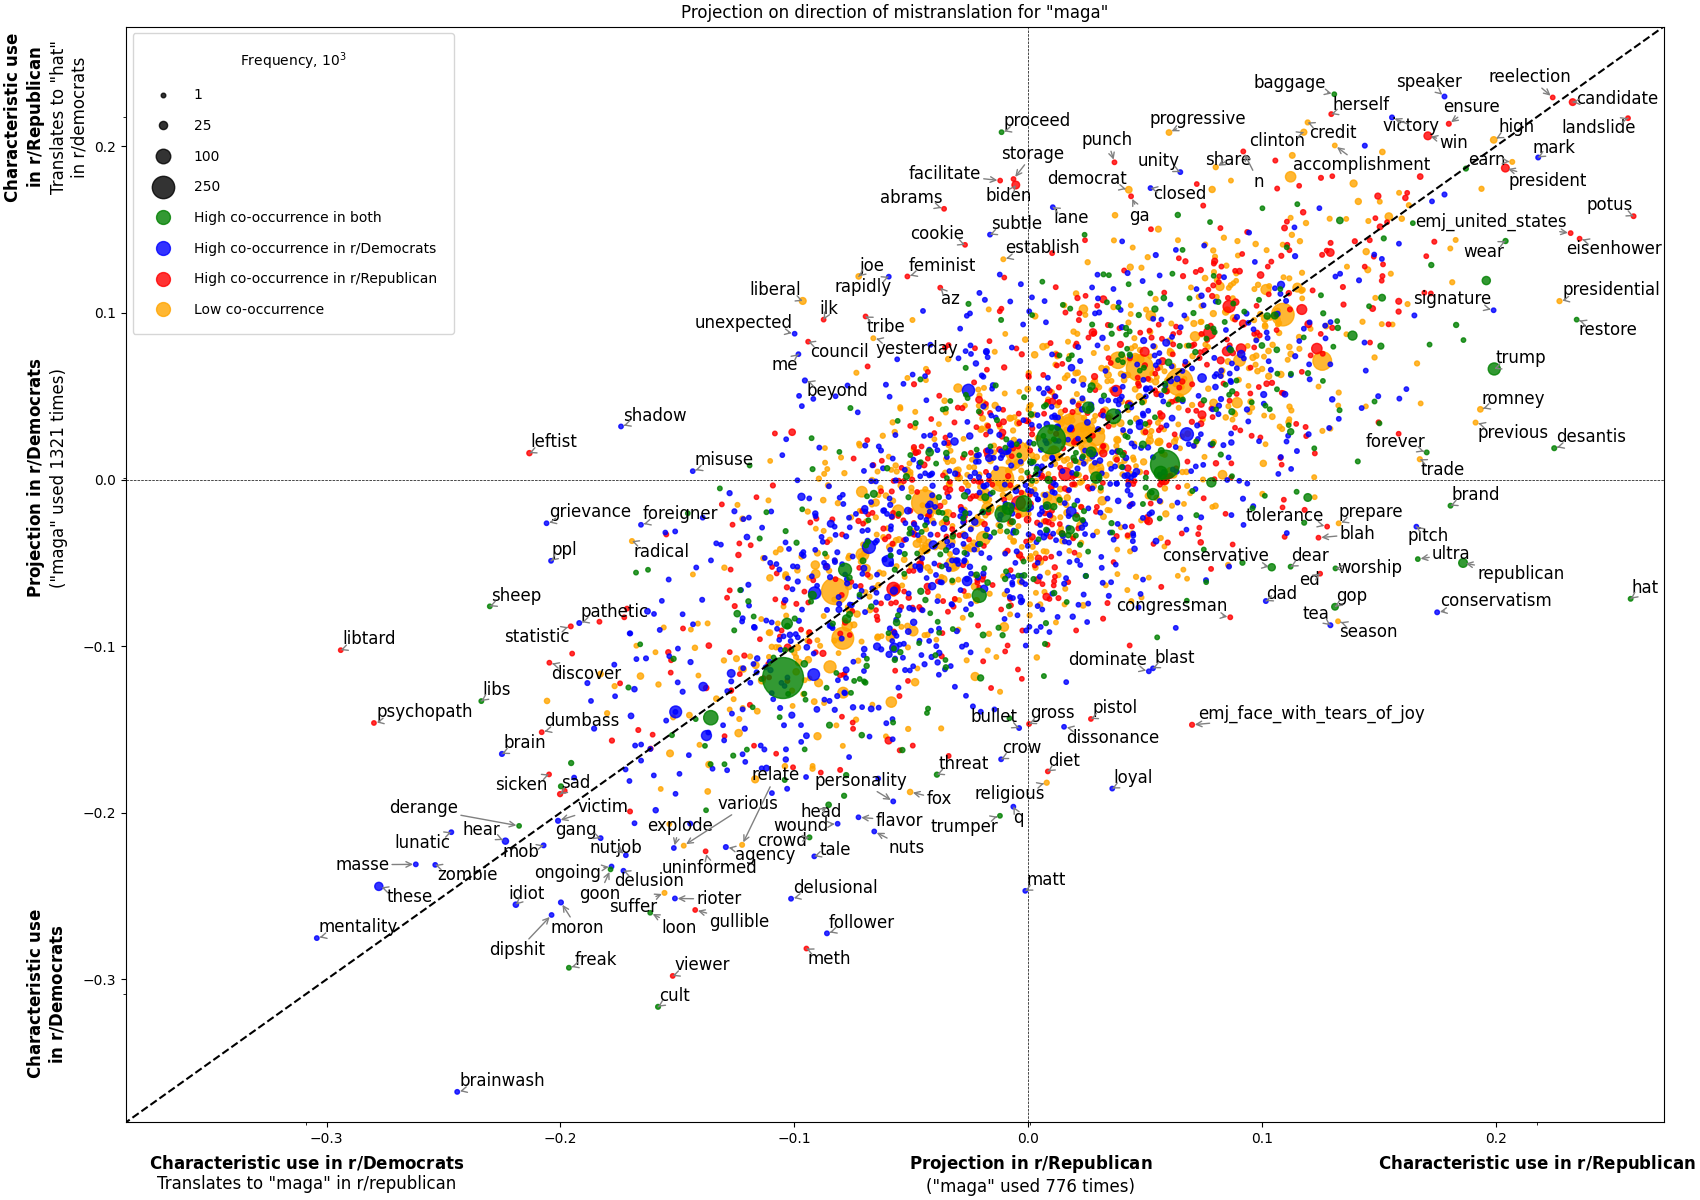 Projection on direction of mistranslation for "maga"
Characteristic use
in r/Republican
Translates to "hat"
in r/democrats
Projection in r/Democrats
("maga" used 1321 times)
Characteristic use
in r/Democrats
Frequency, 10^3
1
25
100
250
High co-occurrence in both
High co-occurrence in r/Democrats
High co-occurrence in r/Republican
Low co-occurrence
0.2
0.1
0.0
−0.1
−0.2
−0.3
baggage
speaker
reelection
candidate
herself
ensure
landslide
proceed
progressive
victory
high
punch
clinton
credit
win
mark
storage
unity
share
accomplishment
earn
facilitate
democrat
n
president
biden
closed
abrams
ga
potus
lane
emj_united_states
cookie
subtle
establish
wear
eisenhower
joe
feminist
liberal
rapidly
az
signature
presidential
ilk
unexpected
tribe
restore
council
yesterday
me
trump
beyond
romney
shadow
previous
desantis
leftist
forever
misuse
trade
brand
grievance
foreigner
tolerance
prepare
blah
pitch
ppl
radical
conservative
dear
ultra
ed
worship
republican
sheep
pathetic
congressman
dad
gop
hat
conservatism
tea
season
statistic
libtard
discover
dominate
blast
libs
psychopath
dumbass
bullet
gross
pistol
emj_face_with_tears_of_joy
dissonance
brain
crow
diet
sicken
sad
relate
personality
threat
loyal
derange
victim
various
fox
religious
lunatic
hear
gang
explode
head
wound
flavor
trumper
q
mob
nutjob
crowd
agency
tale
nuts
masse
zombie
ongoing
uninformed
delusion
these
idiot
goon
suffer
rioter
delusional
matt
mentality
dipshit
moron
loon
gullible
follower
freak
viewer
meth
cult
brainwash
−0.3
−0.2
−0.1
0.0
0.1
0.2
Characteristic use in r/Democrats
Translates to "maga" in r/republican
Projection in r/Republican
("maga" used 776 times)
Characteristic use in r/Republican